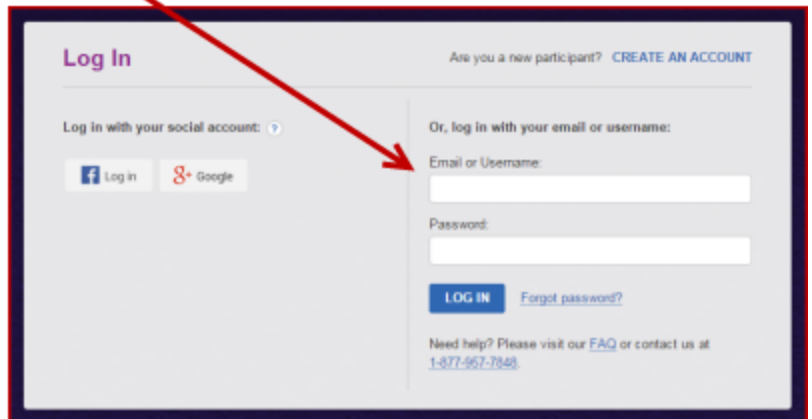 Log In
Are you a new participant? CREATE AN ACCOUNT
Log in with your social account: ?
Or, log in with your email or username:
f Log in
8+ Google
Email or Username:
Password:
LOG IN
Forgot password?
Need help? Please visit our FAQ or contact us at
1-877-957-7848.